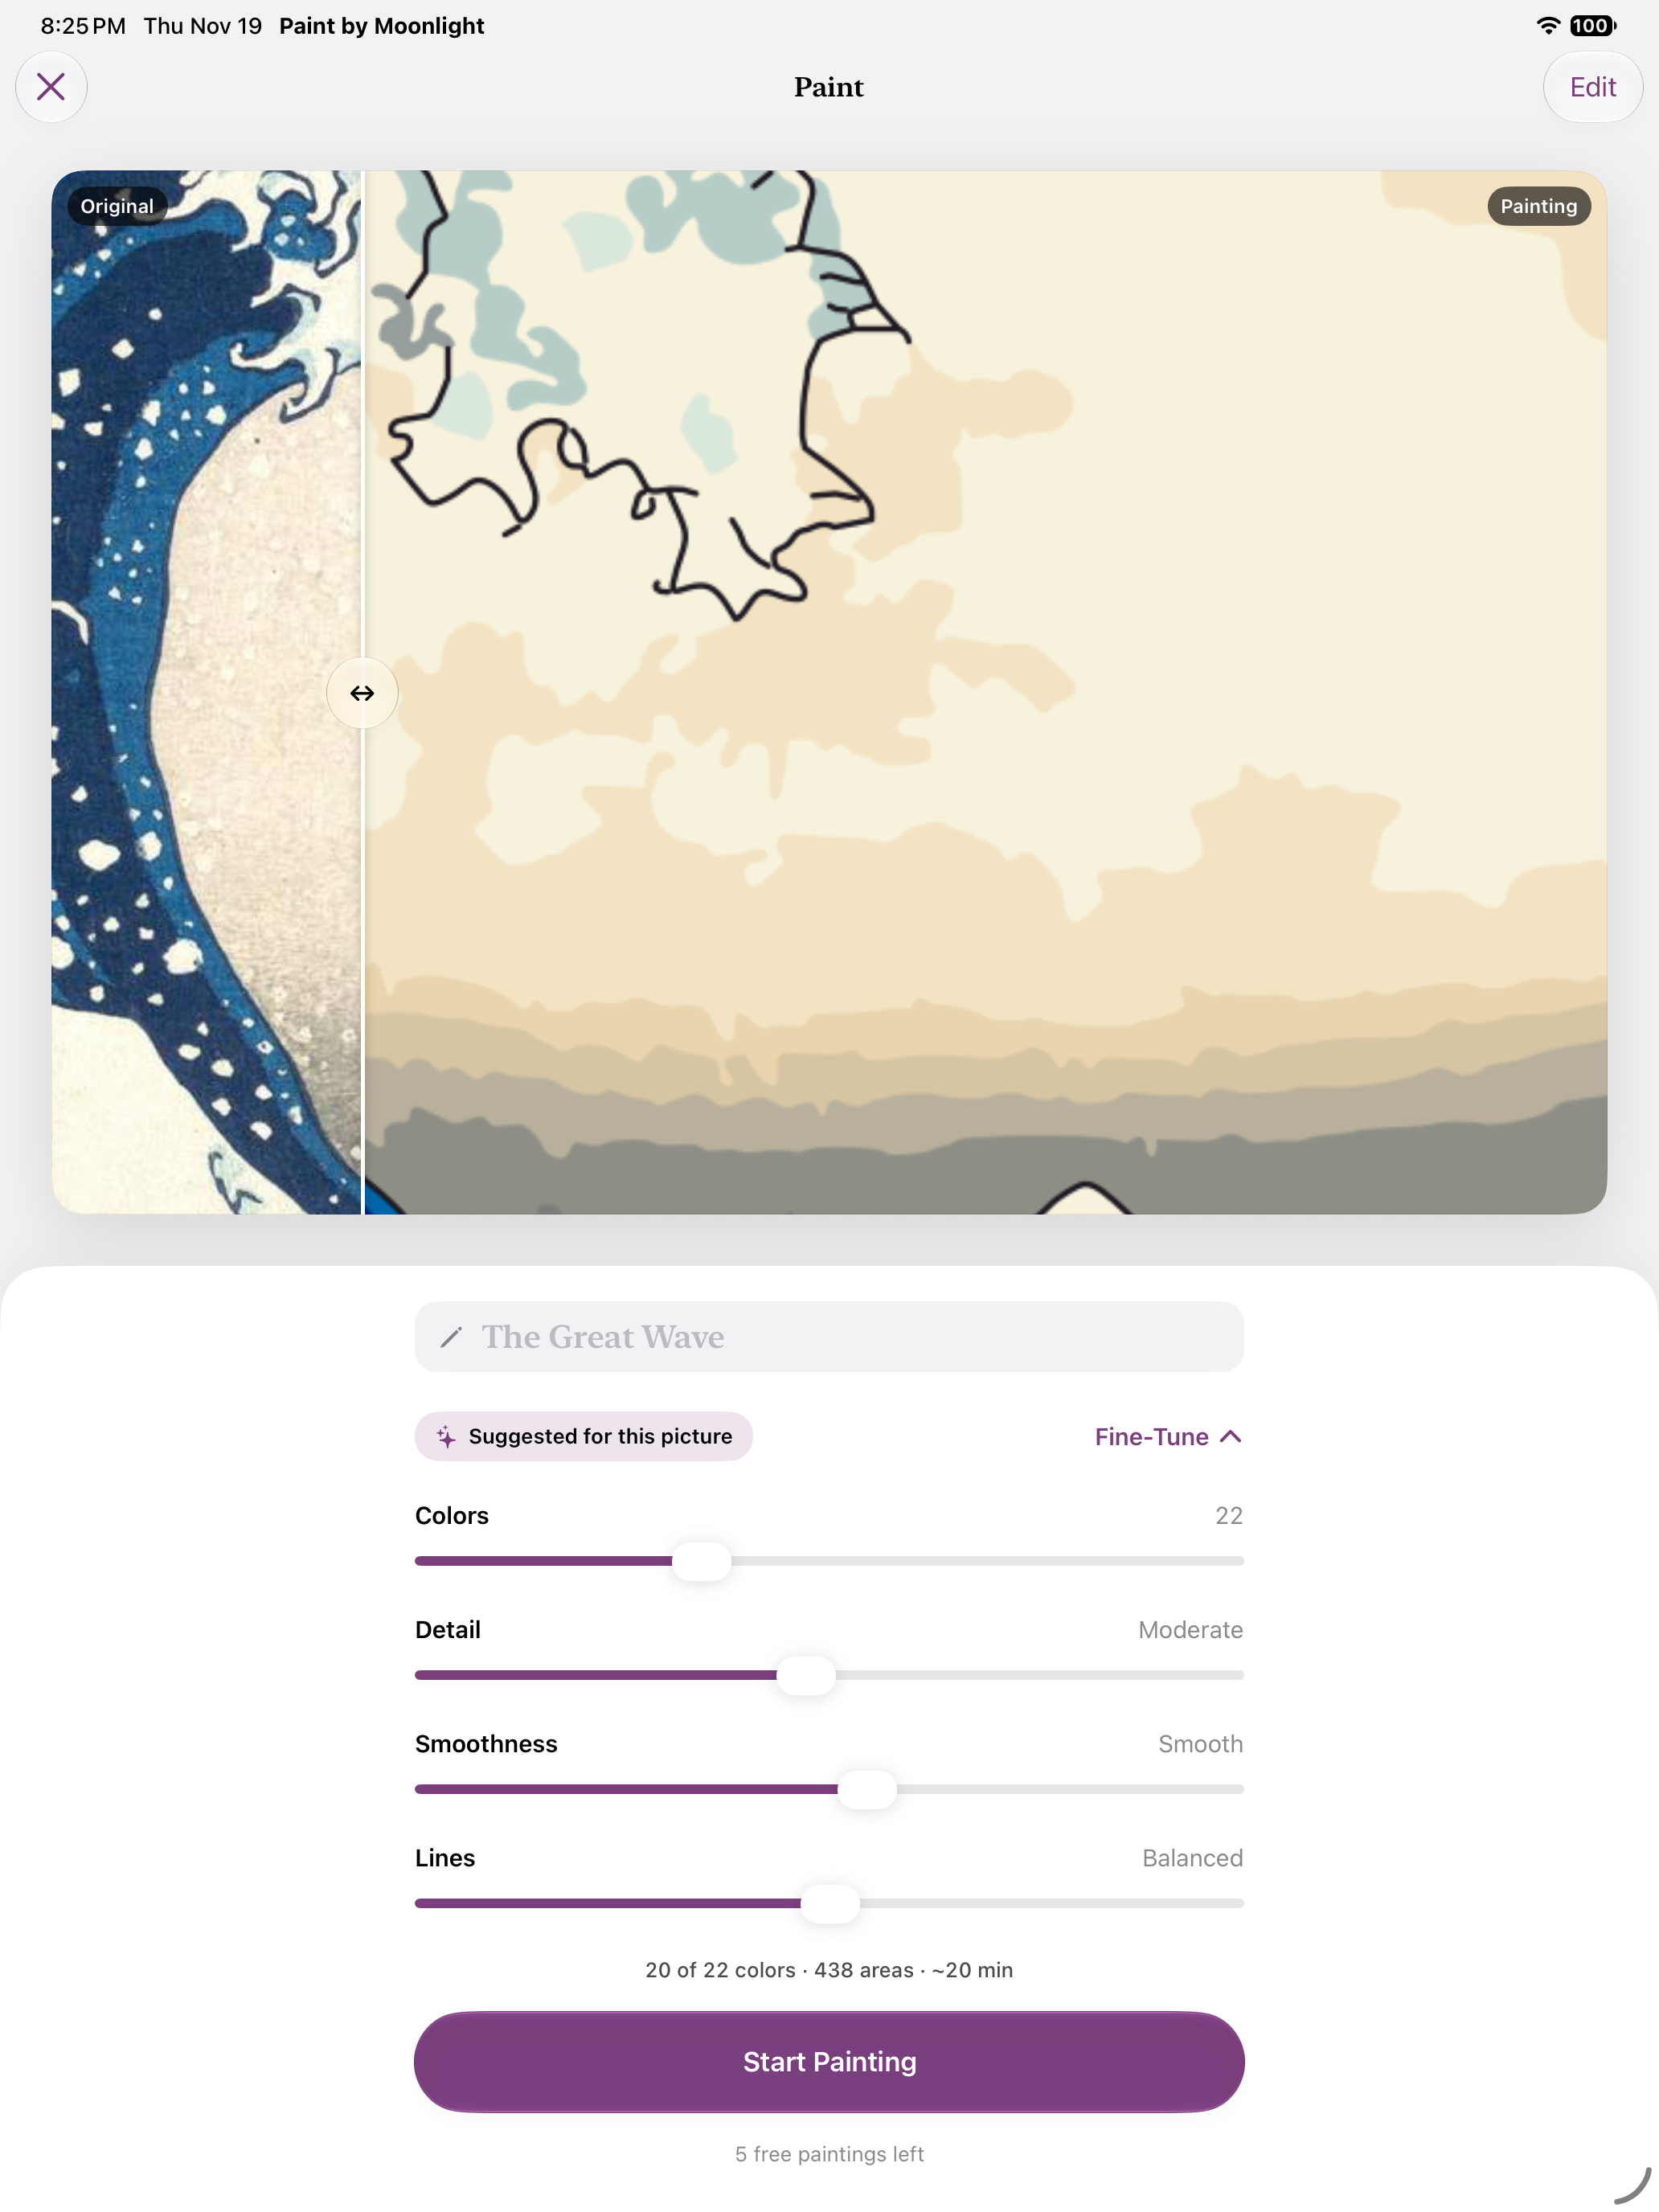 8:25 PM Thu Nov 19 Paint by Moonlight
100
Paint
Edit
Original
Painting
The Great Wave
Suggested for this picture
Fine-Tune
Colors
22
Detail
Moderate
Smoothness
Smooth
Lines
Balanced
20 of 22 colors · 438 areas · ~20 min
Start Painting
5 free paintings left